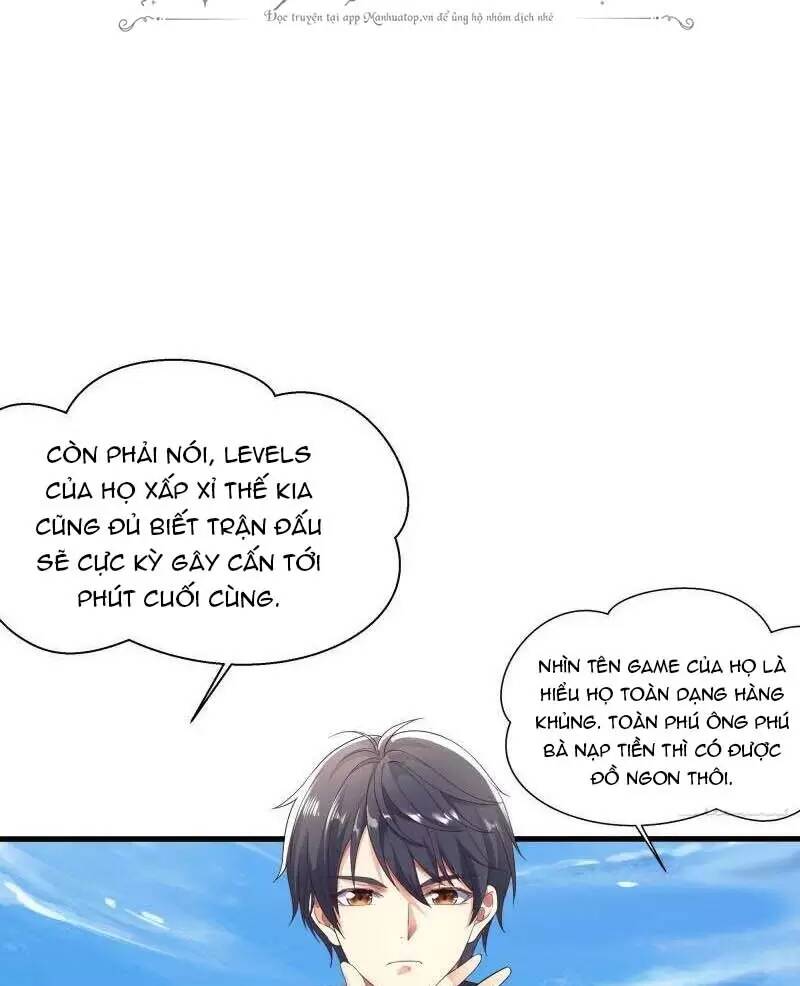 Đọc truyện tại app Manhuatop.vn để ủng hộ nhóm dịch nhé
CÒN PHẢI NÓI, LEVELS
CỦA HỌ XẤP XỈ THẾ KIA
CŨNG ĐỦ BIẾT TRẬN ĐẤU
SẼ CỰC KỲ GÂY CẤN TỚI
PHÚT CUỐI CÙNG.
NHÌN TÊN GAME CỦA HỌ LÀ
HIỂU HỌ TOÀN DẠNG HÀNG
KHỦNG. TOÀN PHÚ ÔNG PHÚ
BÀ NẠP TIỀN THÌ CÓ ĐƯỢC
ĐỒ NGON THÔI.